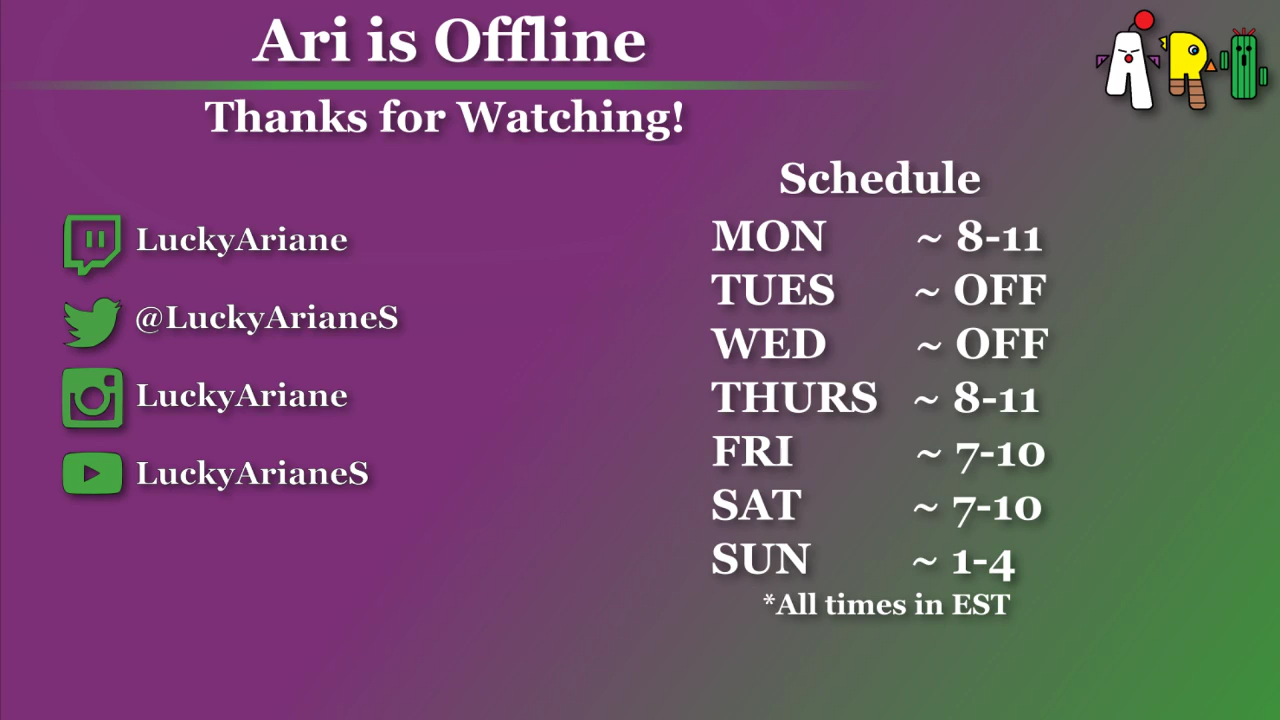 Ari is Offline
Thanks for Watching!
ARI
LuckyAriane
@LuckyArianeS
LuckyAriane
LuckyArianeS
Schedule
MON ~ 8-11
TUES ~ OFF
WED ~ OFF
THURS ~ 8-11
FRI ~ 7-10
SAT ~ 7-10
SUN ~ 1-4
*All times in EST